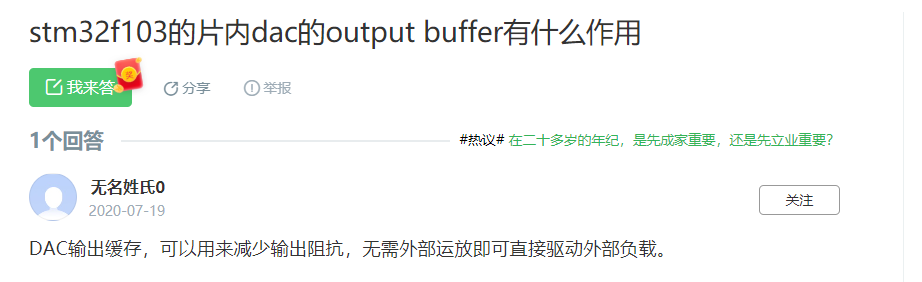 stm32f103的片内dac的output buffer有什么作用
我来答
奖
分享
举报
1个回答
#热议# 在二十多岁的年纪，是先成家重要，还是先立业重要？
无名姓氏0
2020-07-19
关注
DAC输出缓存，可以用来减少输出阻抗，无需外部运放即可直接驱动外部负载。